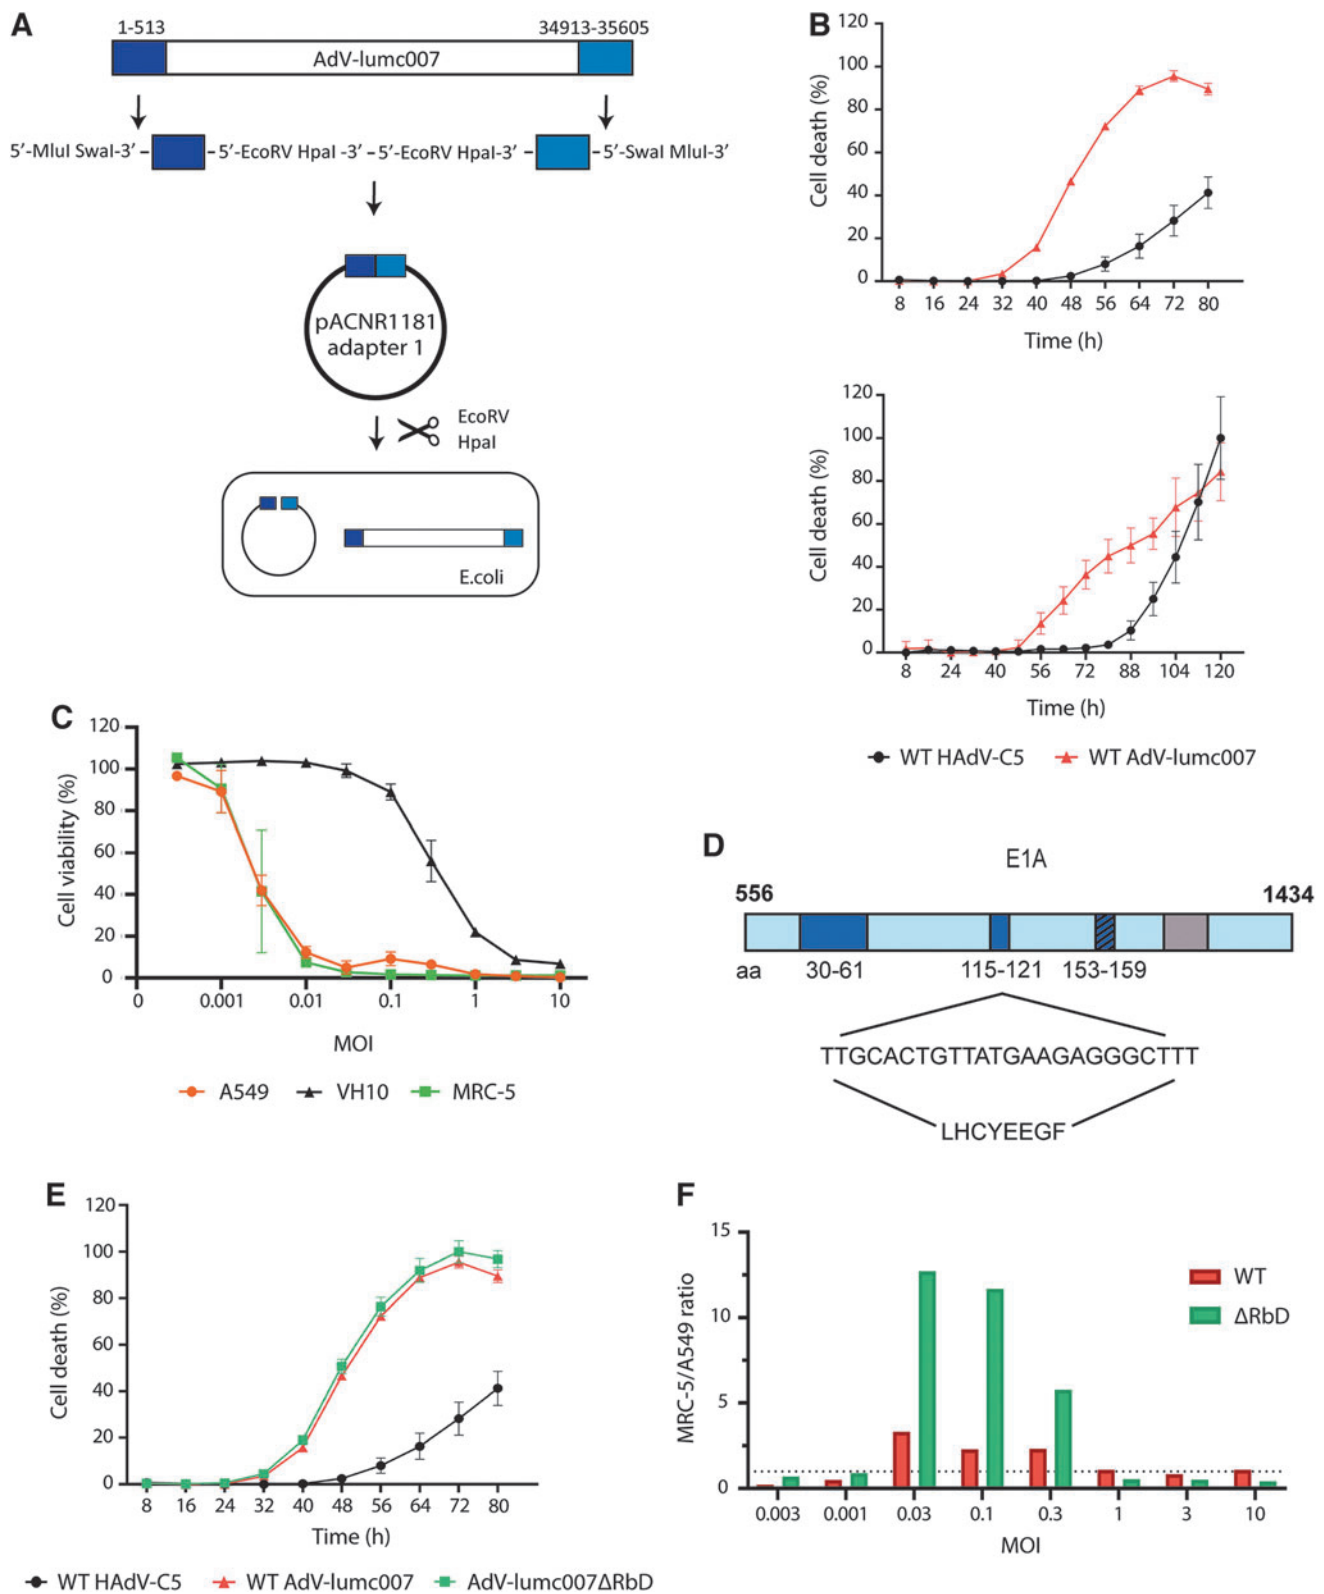 A
1-513
34913-35605
AdV-lumc007
5’-MluI SwaI-3’
5’-EcoRV HpaI -3’
5’-EcoRV HpaI-3’
5’-SwaI MluI-3’
pACNR1181
adapter 1
EcoRV
HpaI
E.coli
B
Cell death (%)
120
100
80
60
40
20
0
8 16 24 32 40 48 56 64 72 80
Time (h)
Cell death (%)
120
100
80
60
40
20
0
8 24 40 56 72 88 104 120
Time (h)
WT HAdV-C5 WT AdV-lumc007
C
Cell viability (%)
120
100
80
60
40
20
0
0 0.001 0.01 0.1 1 10
MOI
A549 VH10 MRC-5
D
E1A
556
1434
aa 30-61 115-121 153-159
TTGCACTGTTATGAAGAGGGCTTT
LHCYEEGF
E
Cell death (%)
120
100
80
60
40
20
0
8 16 24 32 40 48 56 64 72 80
Time (h)
WT HAdV-C5 WT AdV-lumc007 AdV-lumc007ΔRbD
F
MRC-5/A549 ratio
15
10
5
0
WT
ΔRbD
0.003 0.001 0.03 0.1 0.3 1 3 10
MOI